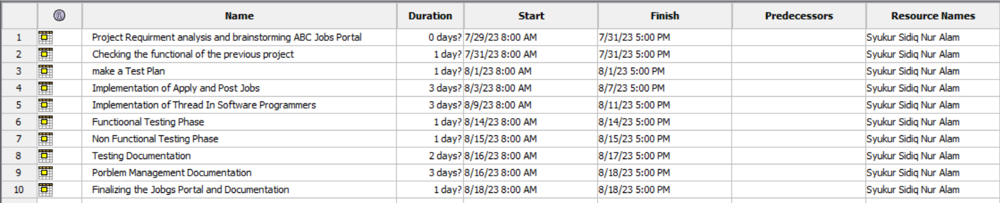 Name Duration Start Finish Predecessors Resource Names
1 Project Requirment analysis and brainstorming ABC Jobs Portal 0 days? 7/29/23 8:00 AM 7/31/23 5:00 PM Syukur Sidiq Nur Alam
2 Checking the functional of the previous project 1 day? 7/31/23 8:00 AM 7/31/23 5:00 PM Syukur Sidiq Nur Alam
3 make a Test Plan 1 day? 8/1/23 8:00 AM 8/1/23 5:00 PM Syukur Sidiq Nur Alam
4 Implementation of Apply and Post Jobs 3 days? 8/3/23 8:00 AM 8/7/23 5:00 PM Syukur Sidiq Nur Alam
5 Implementation of Thread In Software Programmers 3 days? 8/9/23 8:00 AM 8/11/23 5:00 PM Syukur Sidiq Nur Alam
6 Functioonal Testing Phase 1 day? 8/14/23 8:00 AM 8/14/23 5:00 PM Syukur Sidiq Nur Alam
7 Non Functional Testing Phase 1 day? 8/15/23 8:00 AM 8/15/23 5:00 PM Syukur Sidiq Nur Alam
8 Testing Documentation 2 days? 8/16/23 8:00 AM 8/17/23 5:00 PM Syukur Sidiq Nur Alam
9 Porblem Management Documentation 3 days? 8/16/23 8:00 AM 8/18/23 5:00 PM Syukur Sidiq Nur Alam
10 Finalizing the Jobgs Portal and Documentation 1 day? 8/18/23 8:00 AM 8/18/23 5:00 PM Syukur Sidiq Nur Alam